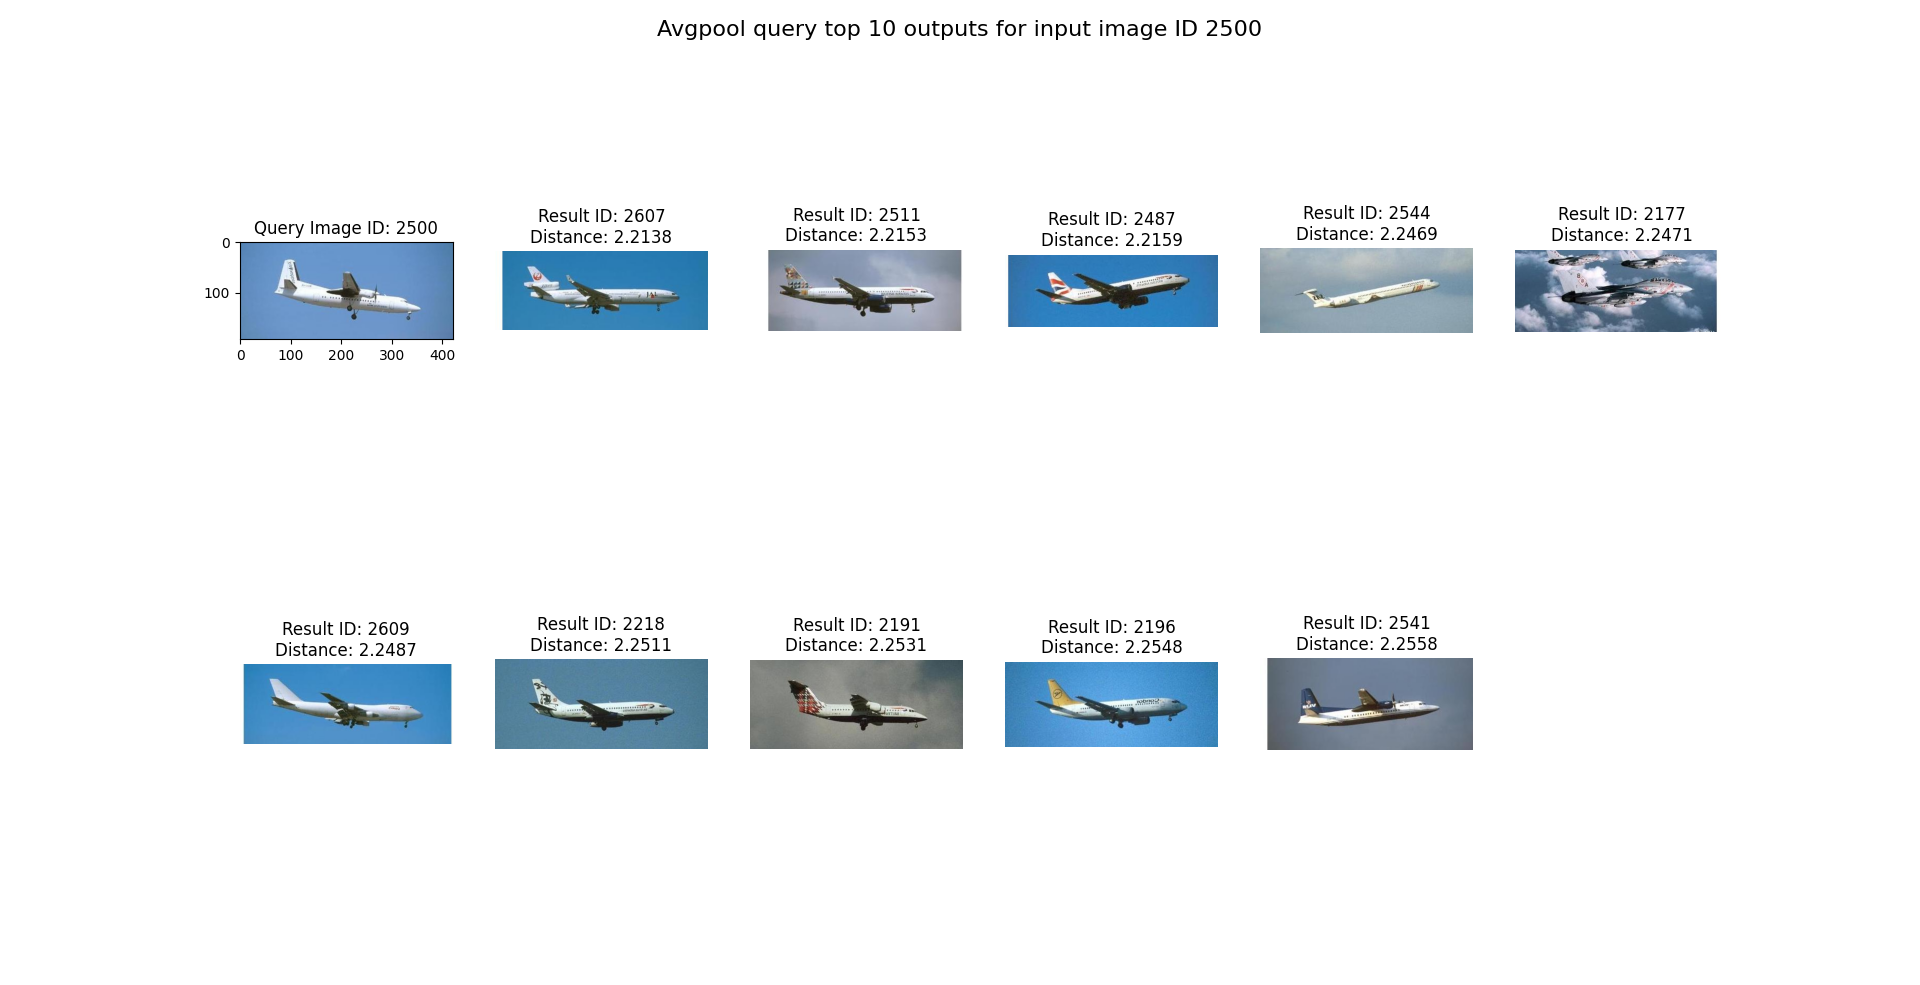 Avgpool query top 10 outputs for input image ID 2500
Query Image ID: 2500
0
100
0 100 200 300 400
Result ID: 2607
Distance: 2.2138
Result ID: 2511
Distance: 2.2153
Result ID: 2487
Distance: 2.2159
Result ID: 2544
Distance: 2.2469
Result ID: 2177
Distance: 2.2471
Result ID: 2609
Distance: 2.2487
Result ID: 2218
Distance: 2.2511
Result ID: 2191
Distance: 2.2531
Result ID: 2196
Distance: 2.2548
Result ID: 2541
Distance: 2.2558